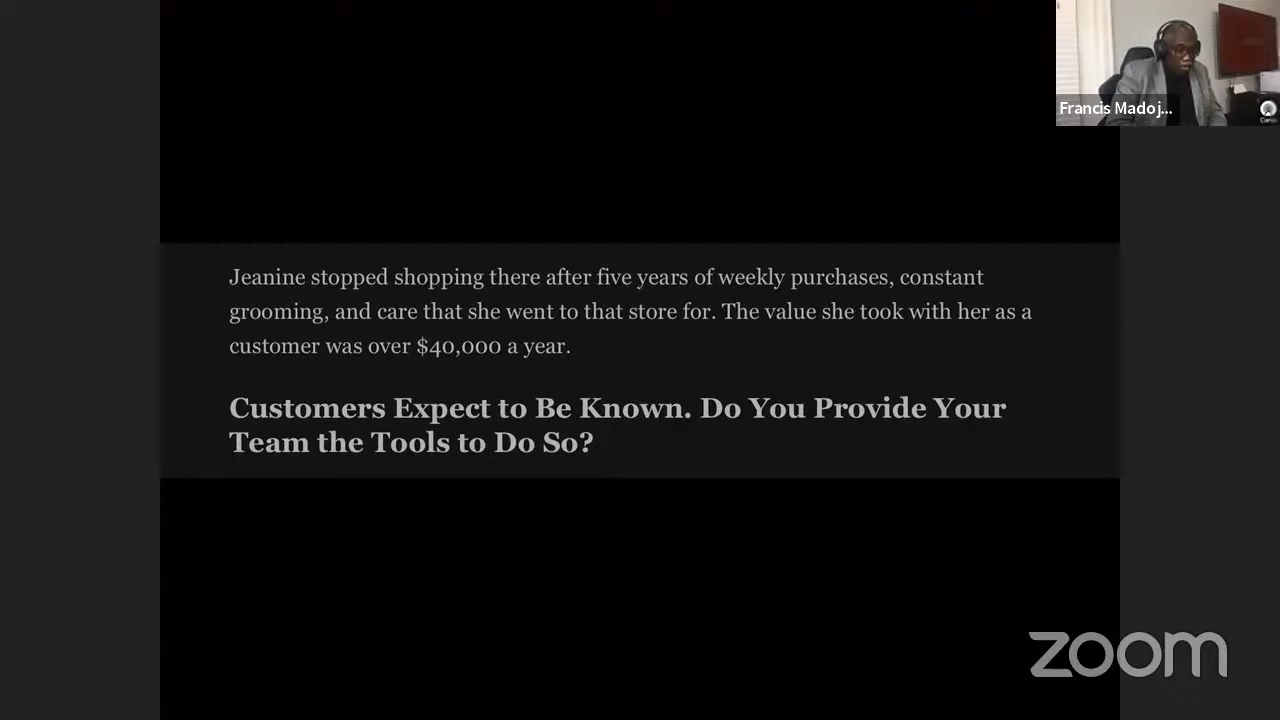 Francis Madoj...
Jeanine stopped shopping there after five years of weekly purchases, constant
grooming, and care that she went to that store for. The value she took with her as a
customer was over $40,000 a year.
Customers Expect to Be Known. Do You Provide Your
Team the Tools to Do So?
zoom